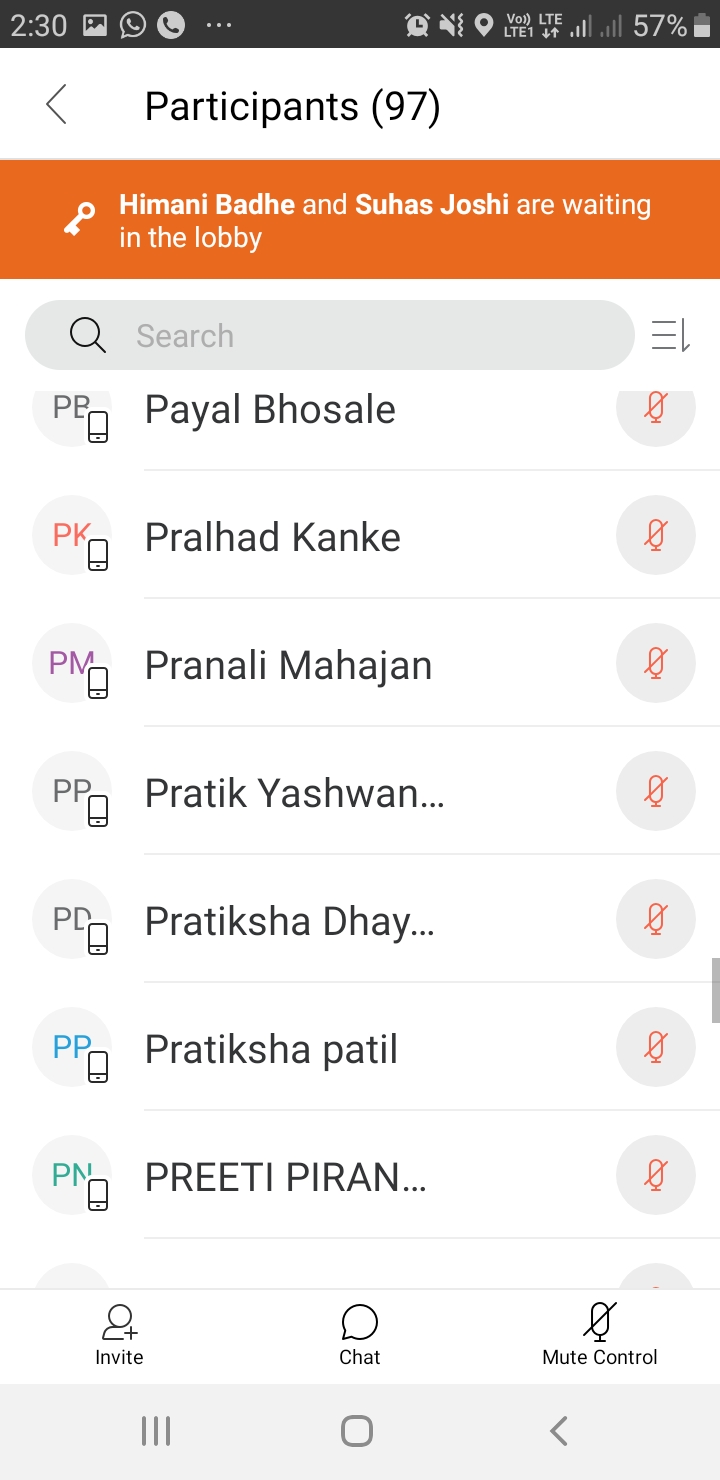 2:30 ... Vo) LTE LTE1 57%
Participants (97)
Himani Badhe and Suhas Joshi are waiting
in the lobby
Search
PB Payal Bhosale
PK Pralhad Kanke
PM Pranali Mahajan
PP Pratik Yashwan...
PD Pratiksha Dhay...
PP Pratiksha patil
PN PREETI PIRAN...
Invite Chat Mute Control